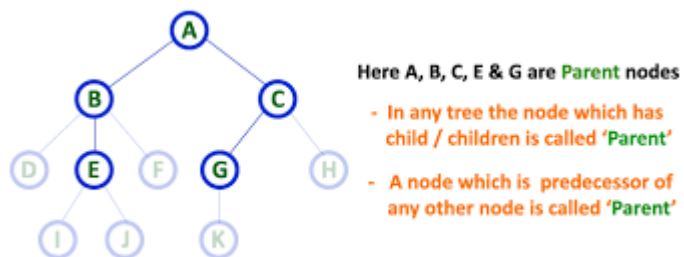 A
Here A, B, C, E & G are Parent nodes
B
C
- In any tree the node which has
child / children is called 'Parent'
D
E
F
G
H
- A node which is predecessor of
any other node is called 'Parent'
I
J
K